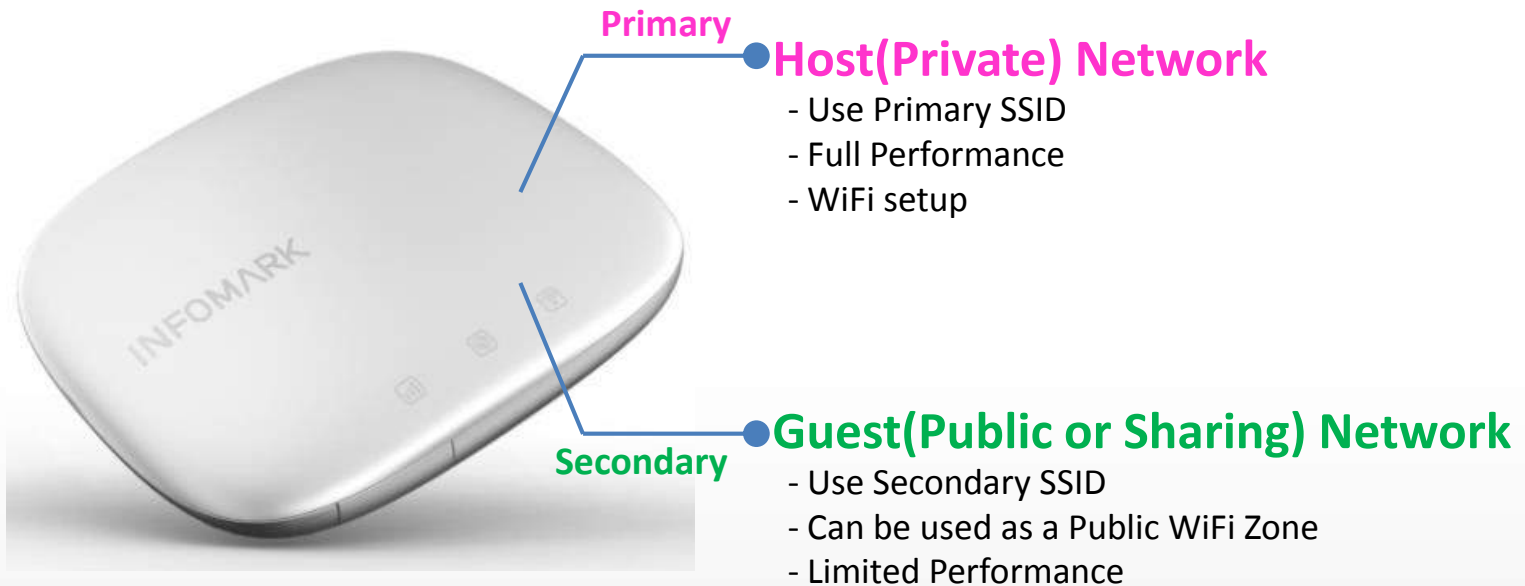 Primary
Host(Private) Network
- Use Primary SSID
- Full Performance
- WiFi setup
INFOMARK
Secondary
Guest(Public or Sharing) Network
- Use Secondary SSID
- Can be used as a Public WiFi Zone
- Limited Performance